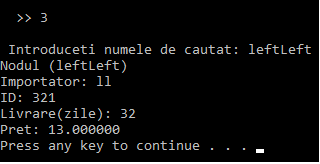 >> 3
Introduceti numele de cautat: leftLeft
Nodul (leftLeft)
Importator: ll
ID: 321
Livrare(zile): 32
Pret: 13.000000
Press any key to continue . . .